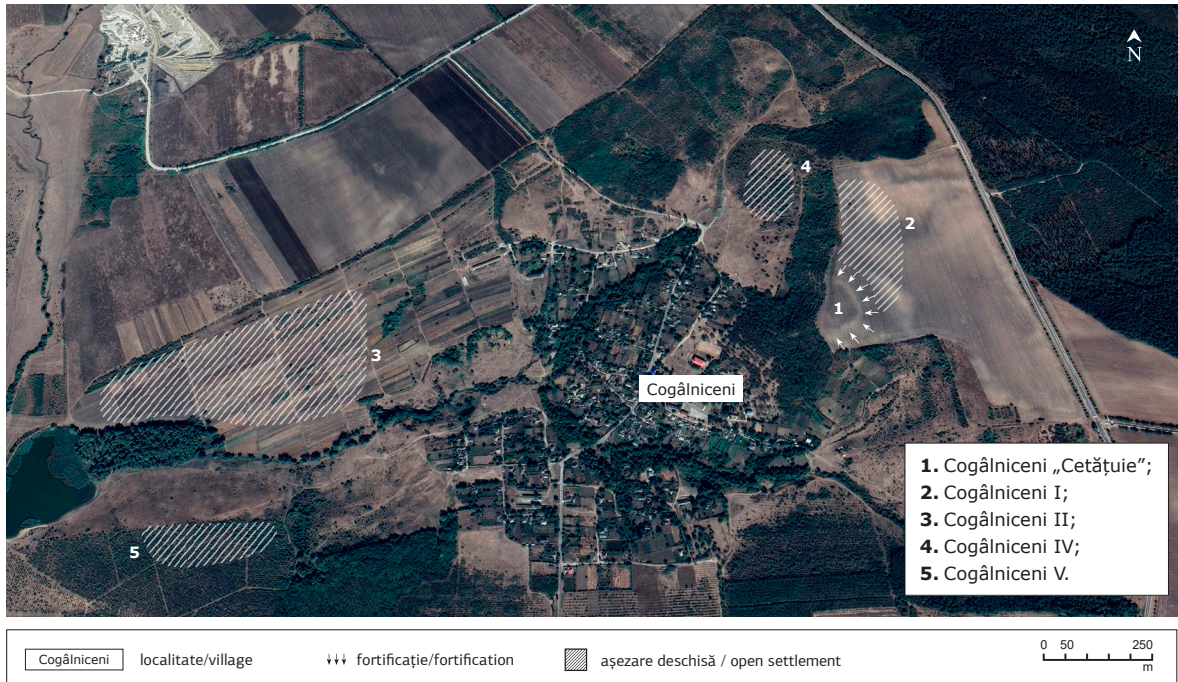 N
4
2
1
3
Cogâlniceni
5
1. Cogâlniceni „Cetățuie”;
2. Cogâlniceni I;
3. Cogâlniceni II;
4. Cogâlniceni IV;
5. Cogâlniceni V.
Cogâlniceni localitate/village fortificație/fortification așezare deschisă / open settlement
0 50 250
m